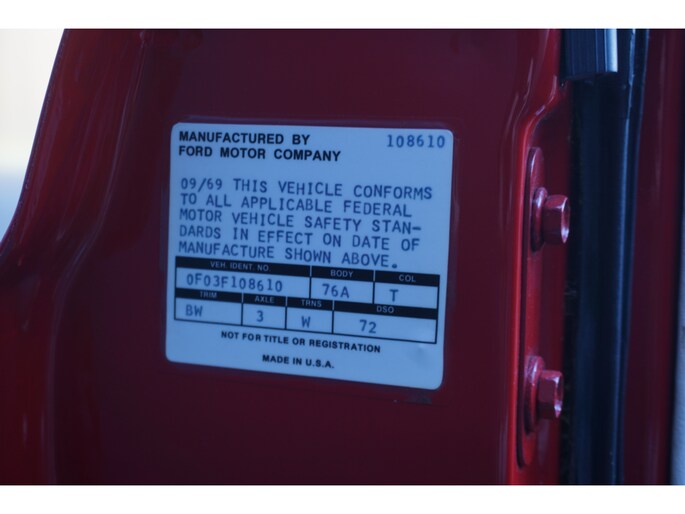 MANUFACTURED BY 108610
FORD MOTOR COMPANY
09/69 THIS VEHICLE CONFORMS
TO ALL APPLICABLE FEDERAL
MOTOR VEHICLE SAFETY STAN-
DARDS IN EFFECT ON DATE OF
MANUFACTURE SHOWN ABOVE.
VEH. IDENT. NO. BODY COL
0F03F108610 76A T
TRIM AXLE TRNS DSO
BW 3 W 72
NOT FOR TITLE OR REGISTRATION
MADE IN U.S.A.